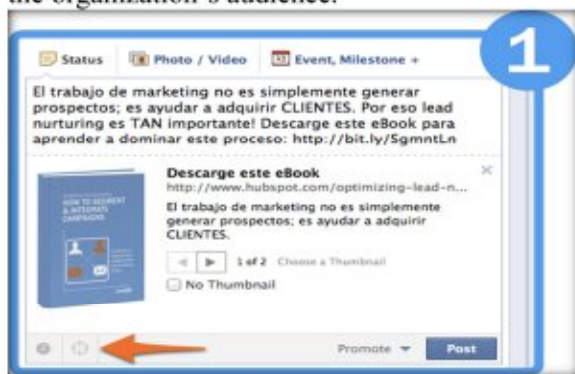 the organization's audience.
1
Status Photo / Video Event, Milestone +
El trabajo de marketing no es simplemente generar
prospectos; es ayudar a adquirir CLIENTES. Por eso lead
nurturing es TAN importante! Descargue este eBook para
aprender a dominar este proceso: http://bit.ly/SgmntLn
Descargue este eBook
http://www.hubspot.com/optimizing-lead-n...
El trabajo de marketing no es simplemente
generar prospectos; es ayudar a adquirir
CLIENTES.
1 of 2 Choose a Thumbnail
No Thumbnail
HOW TO SEGMENT
& INTEGRATE
CAMPAIGNS
Promote Post